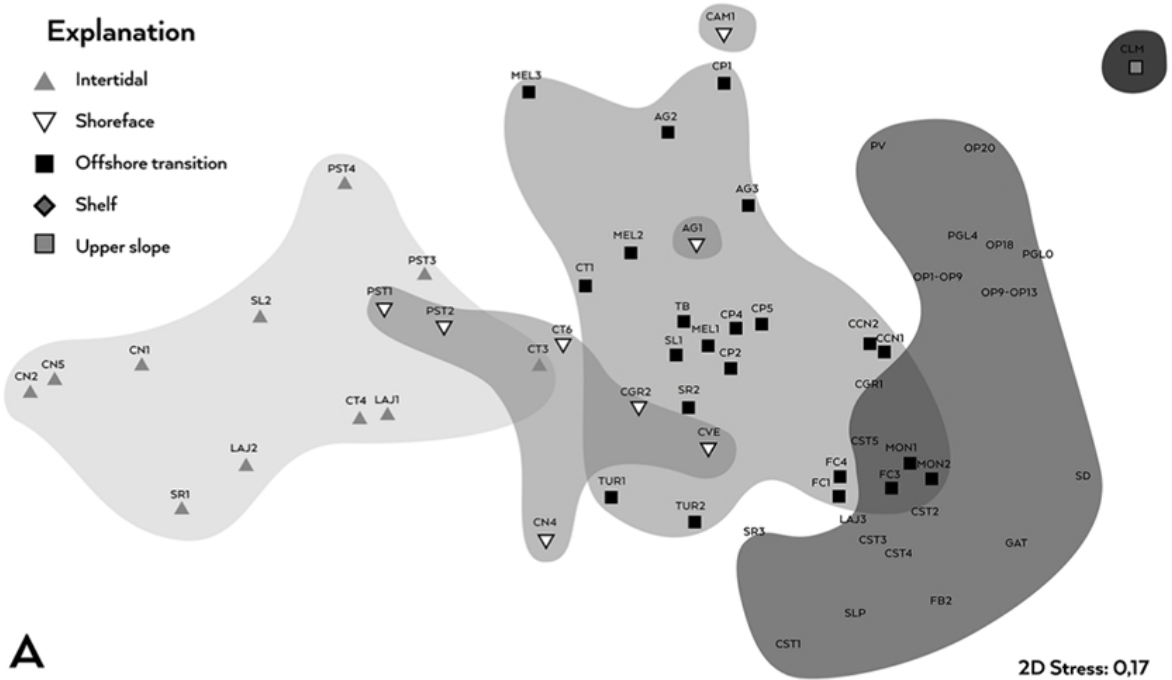 Explanation
Intertidal
Shoreface
Offshore transition
Shelf
Upper slope
CAM1
CLM
CP1
MEL3
AG2
PV
OP20
PST4
AG3
AG1
MEL2
PGL4
OP18
PGL0
PST3
CT1
OP1-OP9
OP9-OP13
PST1
SL2
PST2
TB
CP4
CP5
CT6
MEL1
CCN2
CCN1
SL1
CN1
CT3
CP2
CN5
CN2
CGR1
SR2
CGR2
CT4
LAJ1
CVE
CST5
MON1
LAJ2
FC4
MON2
FC3
SD
FC1
TUR1
SR1
TUR2
CST2
LAJ3
CN4
SR3
CST3
GAT
CST4
FB2
SLP
CST1
A
2D Stress: 0,17